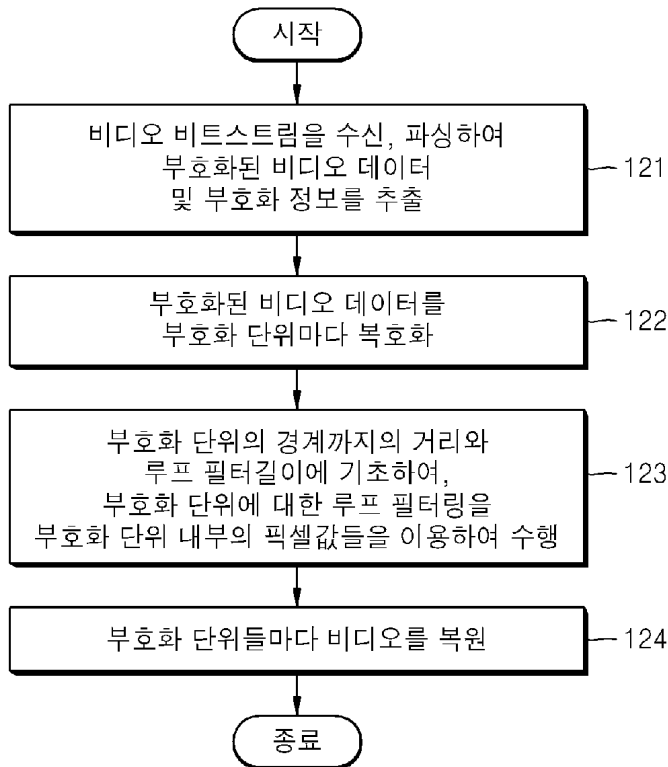 시작
비디오 비트스트림을 수신, 파싱하여
부호화된 비디오 데이터
및 부호화 정보를 추출
121
부호화된 비디오 데이터를
부호화 단위마다 복호화
122
부호화 단위의 경계까지의 거리와
루프 필터길이에 기초하여,
부호화 단위에 대한 루프 필터링을
부호화 단위 내부의 픽셀값들을 이용하여 수행
123
부호화 단위들마다 비디오를 복원
124
종료